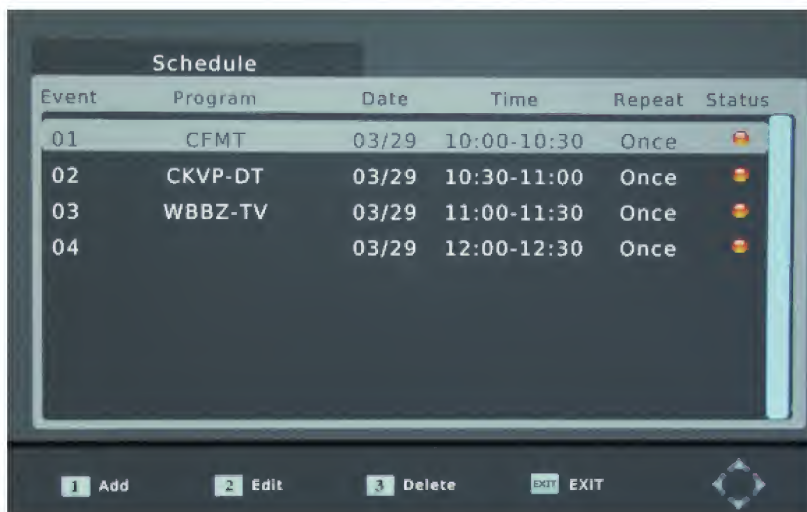 Schedule
Event Program Date Time Repeat Status
01 CFMT 03/29 10:00-10:30 Once
02 CKVP-DT 03/29 10:30-11:00 Once
03 WBBZ-TV 03/29 11:00-11:30 Once
04 03/29 12:00-12:30 Once
1 Add 2 Edit 3 Delete EXIT EXIT